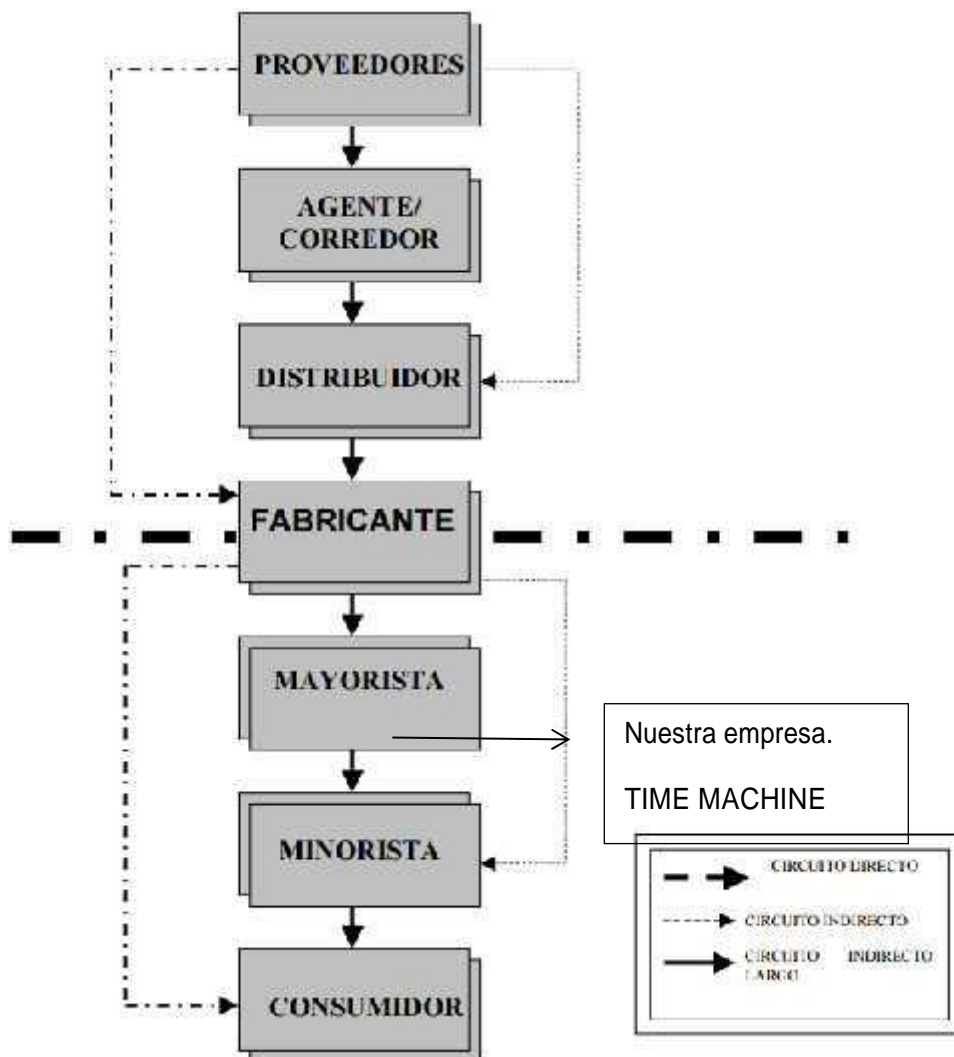 PROVEEDORES
AGENTE/
CORREDOR
DISTRIBUIDOR
FABRICANTE
MAYORISTA
Nuestra empresa.
TIME MACHINE
MINORISTA
CONSUMIDOR
CIRCUITO DIRECTO
CIRCUITO INDIRECTO
CIRCUITO INDIRECTO
LARGO